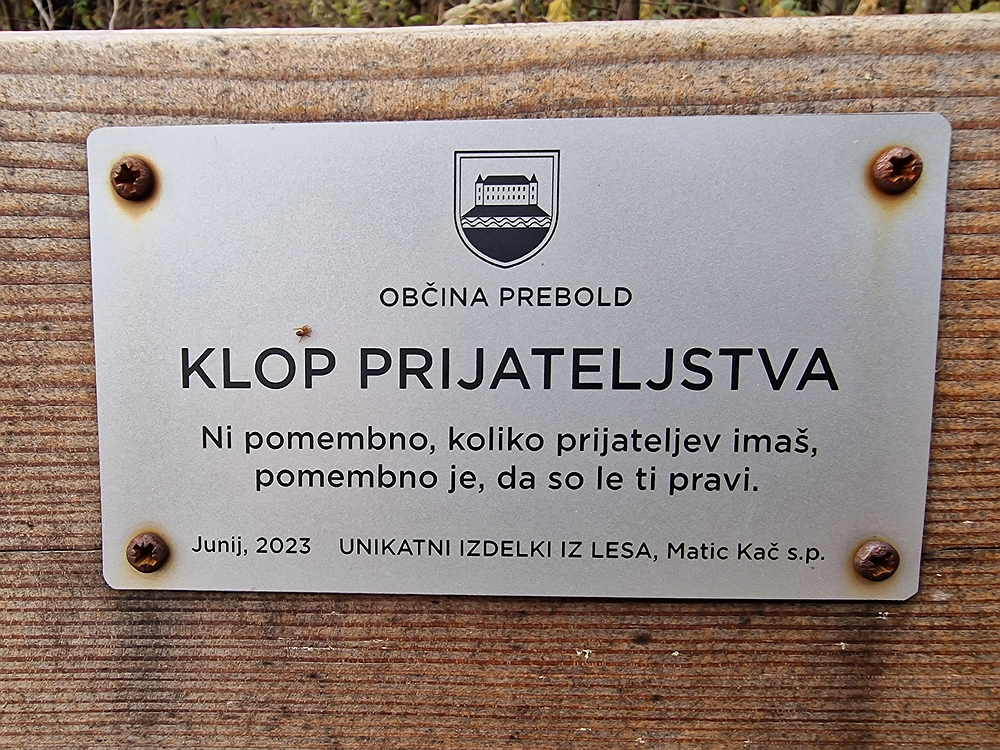 OBČINA PREBOLD
KLOP PRIJATELJSTVA
Ni pomembno, koliko prijateljev imaš,
pomembno je, da so le ti pravi.
Junij, 2023 UNIKATNI IZDELKI IZ LESA, Matic Kač s.p.